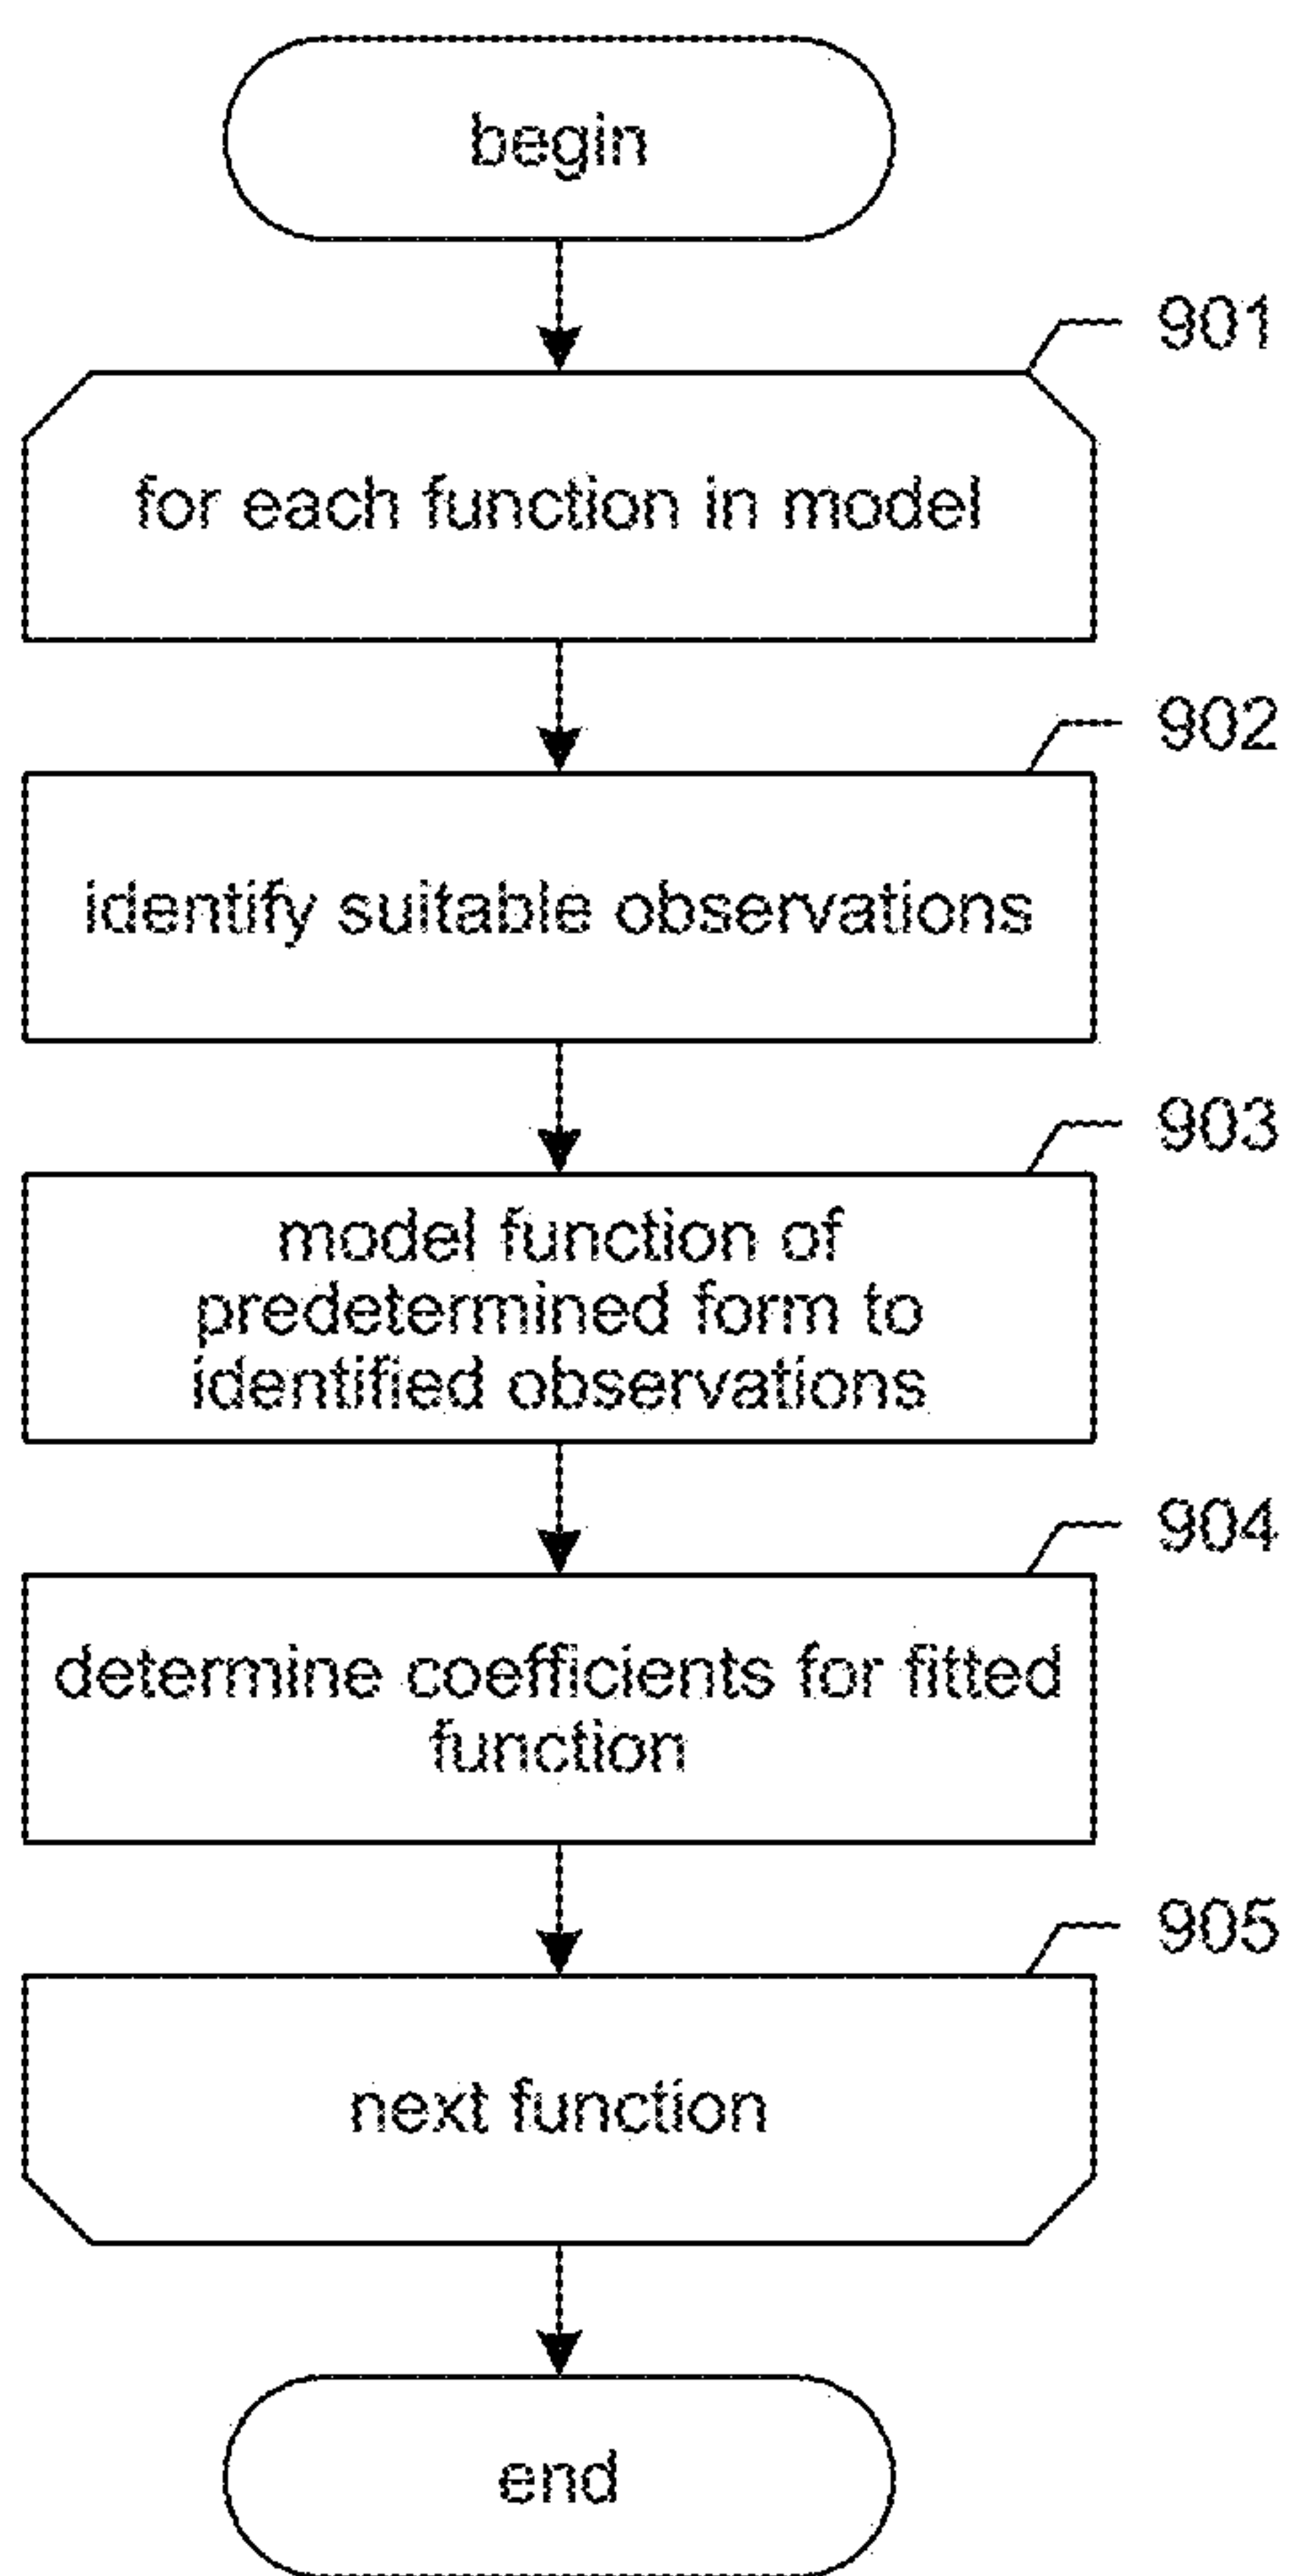 begin
901
for each function in model
902
identify suitable observations
903
model function of
predetermined form to
identified observations
904
determine coefficients for fitted
function
905
next function
end